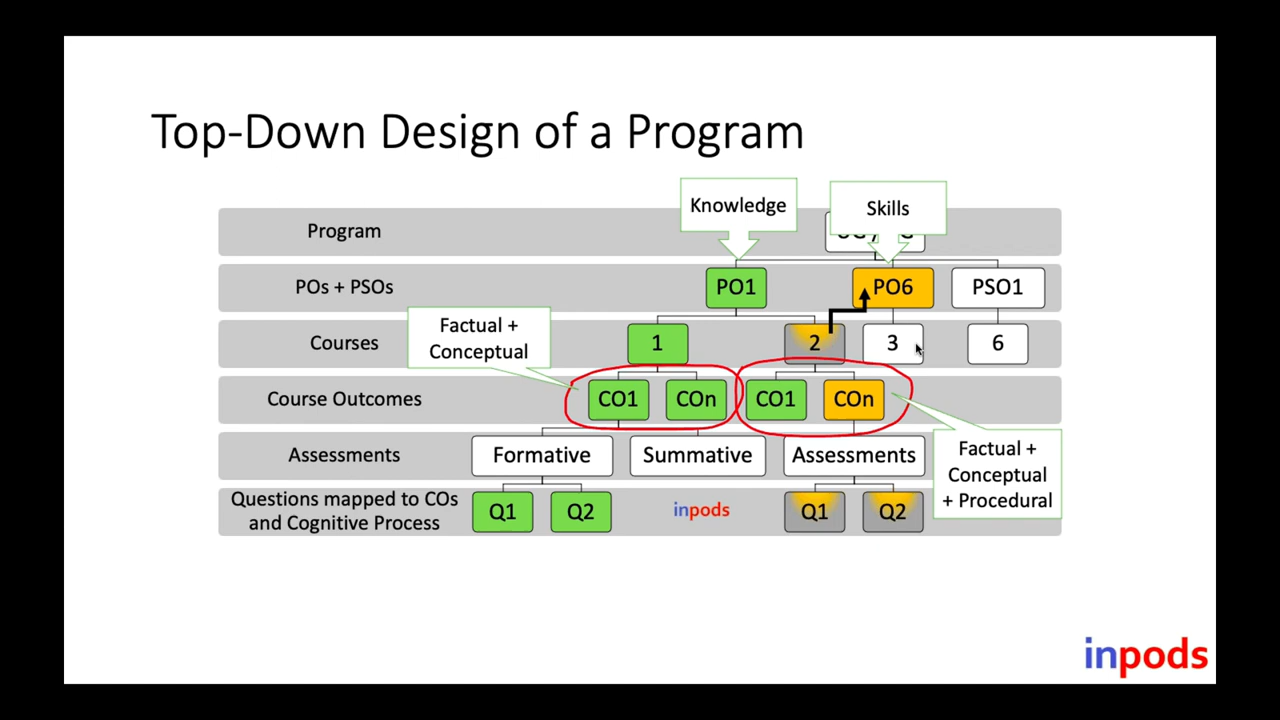 Top-Down Design of a Program
Knowledge
Skills
Program
POs + PSOs
PO1
PO6
PSO1
Factual +
Conceptual
Courses
1
2
3
6
Course Outcomes
CO1
COn
CO1
COn
Assessments
Formative
Summative
Assessments
Factual +
Conceptual
+ Procedural
Questions mapped to COs
and Cognitive Process
Q1
Q2
inpods
Q1
Q2
inpods